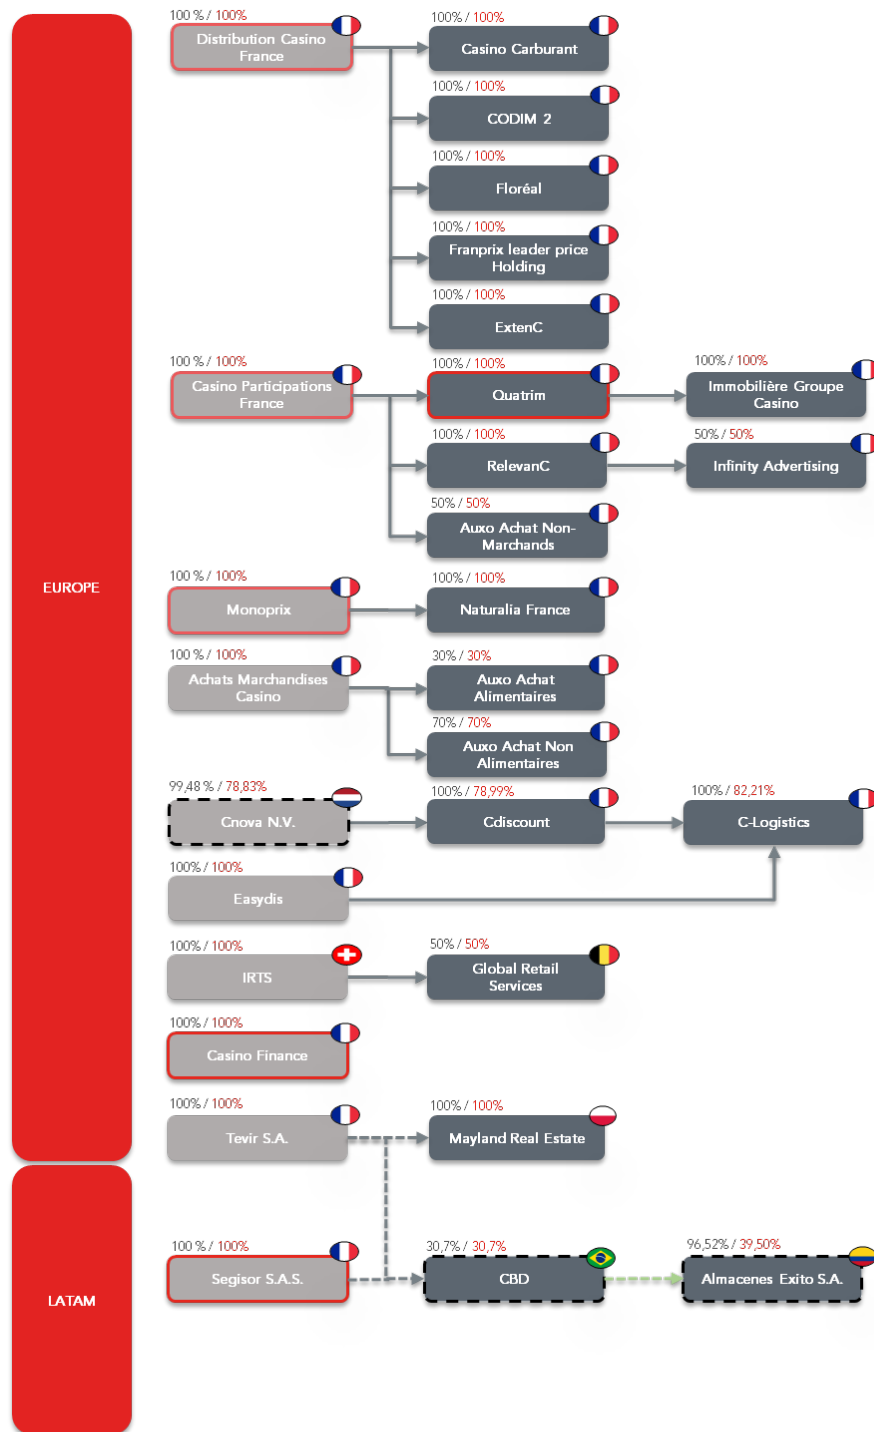 EUROPE
100 % / 100%
Distribution Casino
France
100% / 100%
Casino Carburant
100% / 100%
CODIM 2
100% / 100%
Floréal
100% / 100%
Franprix leader price
Holding
100% / 100%
ExtenC
100 % / 100%
Casino Participations
France
100% / 100%
Quatrim
100% / 100%
Immobilière Groupe
Casino
100% / 100%
RelevanC
50% / 50%
Infinity Advertising
50% / 50%
Auxo Achat Non-
Marchands
100 % / 100%
Monoprix
100% / 100%
Naturalia France
100 % / 100%
Achats Marchandises
Casino
30% / 30%
Auxo Achat
Alimentaires
70% / 70%
Auxo Achat Non
Alimentaires
99,48 % / 78,83%
Cnova N.V.
100% / 78,99%
Cdiscount
100% / 82,21%
C-Logistics
100% / 100%
Easydis
100% / 100%
IRTS
50% / 50%
Global Retail
Services
100% / 100%
Casino Finance
100% / 100%
Tevir S.A.
100% / 100%
Mayland Real Estate
LATAM
100 % / 100%
Segisor S.A.S.
30,7% / 30,7%
CBD
96,52% / 39,50%
Almacenes Exito S.A.